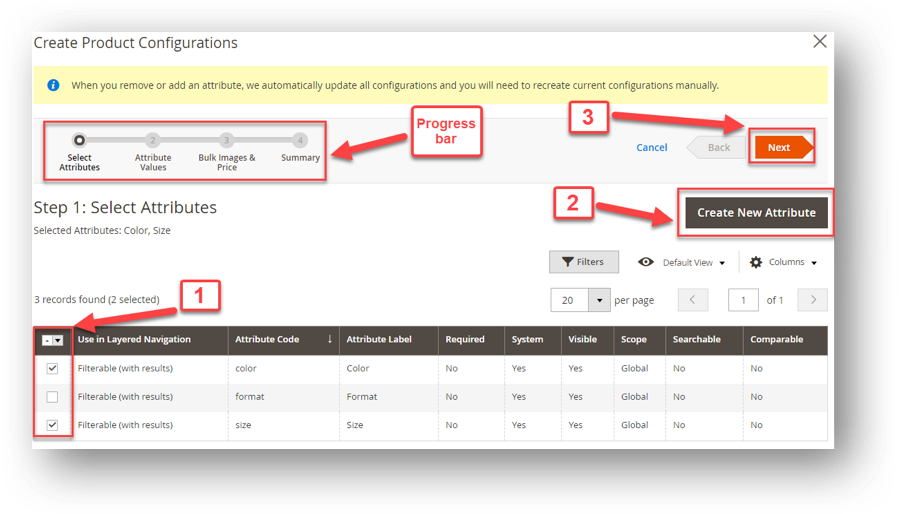 Create Product Configurations
When you remove or add an attribute, we automatically update all configurations and you will need to recreate current configurations manually.
Progress
bar
3
2 3 4
Select
Attributes
Attribute
Values
Bulk Images &
Price
Summary
Cancel Back Next
Step 1: Select Attributes
2
Create New Attribute
Selected Attributes: Color, Size
Filters Default View Columns
3 records found (2 selected)
1
20 per page 1 of 1
Use in Layered Navigation Attribute Code Attribute Label Required System Visible Scope Searchable Comparable
Filterable (with results) color Color No Yes Yes Global No No
Filterable (with results) format Format No Yes Yes Global No No
Filterable (with results) size Size No Yes Yes Global No No